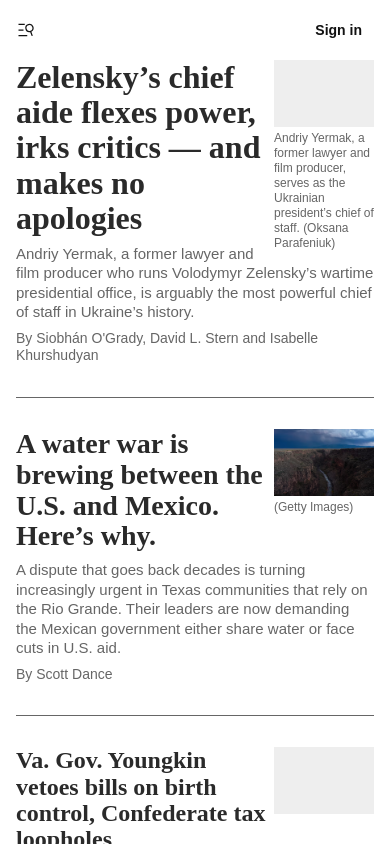 Sign in
Zelensky’s chief
aide flexes power,
irks critics — and
makes no
apologies
Andriy Yermak, a
former lawyer and
film producer,
serves as the
Ukrainian
president’s chief of
staff. (Oksana
Parafeniuk)
Andriy Yermak, a former lawyer and
film producer who runs Volodymyr Zelensky’s wartime
presidential office, is arguably the most powerful chief
of staff in Ukraine’s history.
By Siobhán O'Grady, David L. Stern and Isabelle
Khurshudyan
A water war is
brewing between the
U.S. and Mexico.
Here’s why.
(Getty Images)
A dispute that goes back decades is turning
increasingly urgent in Texas communities that rely on
the Rio Grande. Their leaders are now demanding
the Mexican government either share water or face
cuts in U.S. aid.
By Scott Dance
Va. Gov. Youngkin
vetoes bills on birth
control, Confederate tax
loopholes